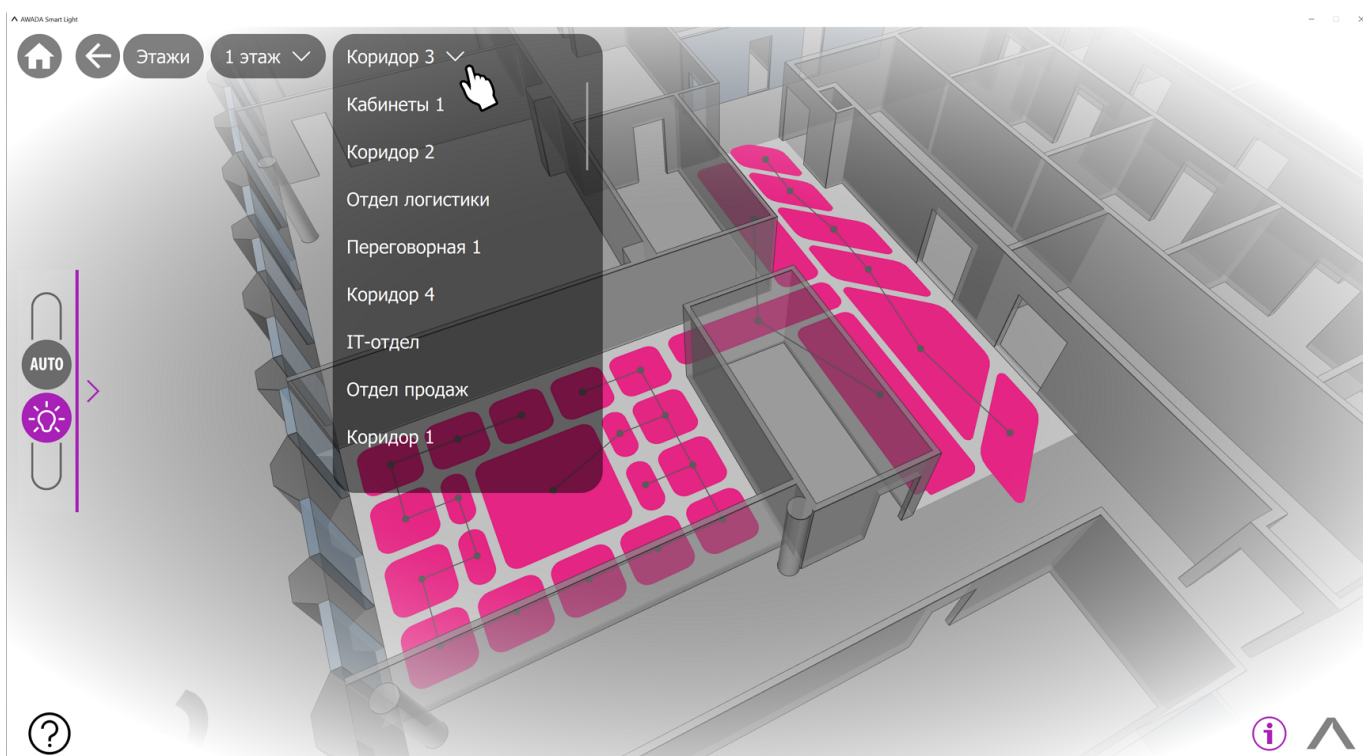 AWADA Smart Light
Этажи
1 этаж
Коридор 3
Кабинеты 1
Коридор 2
Отдел логистики
Переговорная 1
Коридор 4
IT-отдел
Отдел продаж
Коридор 1
AUTO
?
i